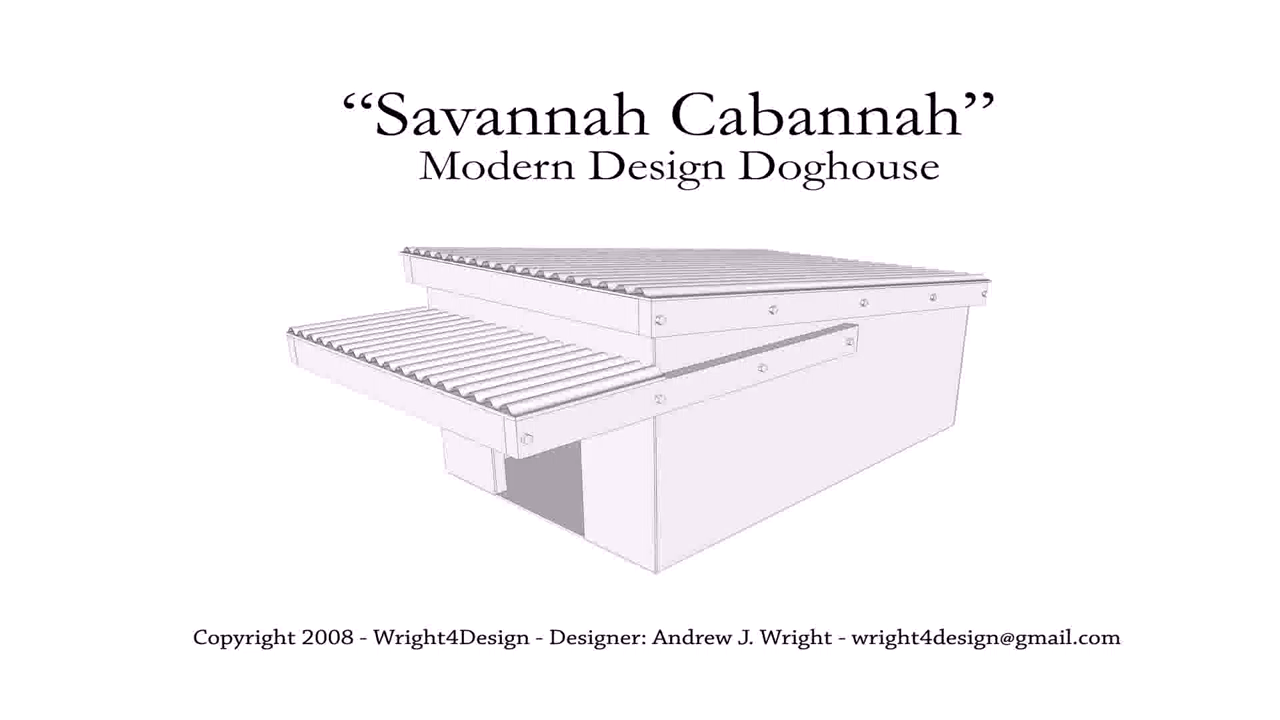 “Savannah Cabannah”
Modern Design Doghouse
Copyright 2008 - Wright4Design - Designer: Andrew J. Wright - wright4design@gmail.com